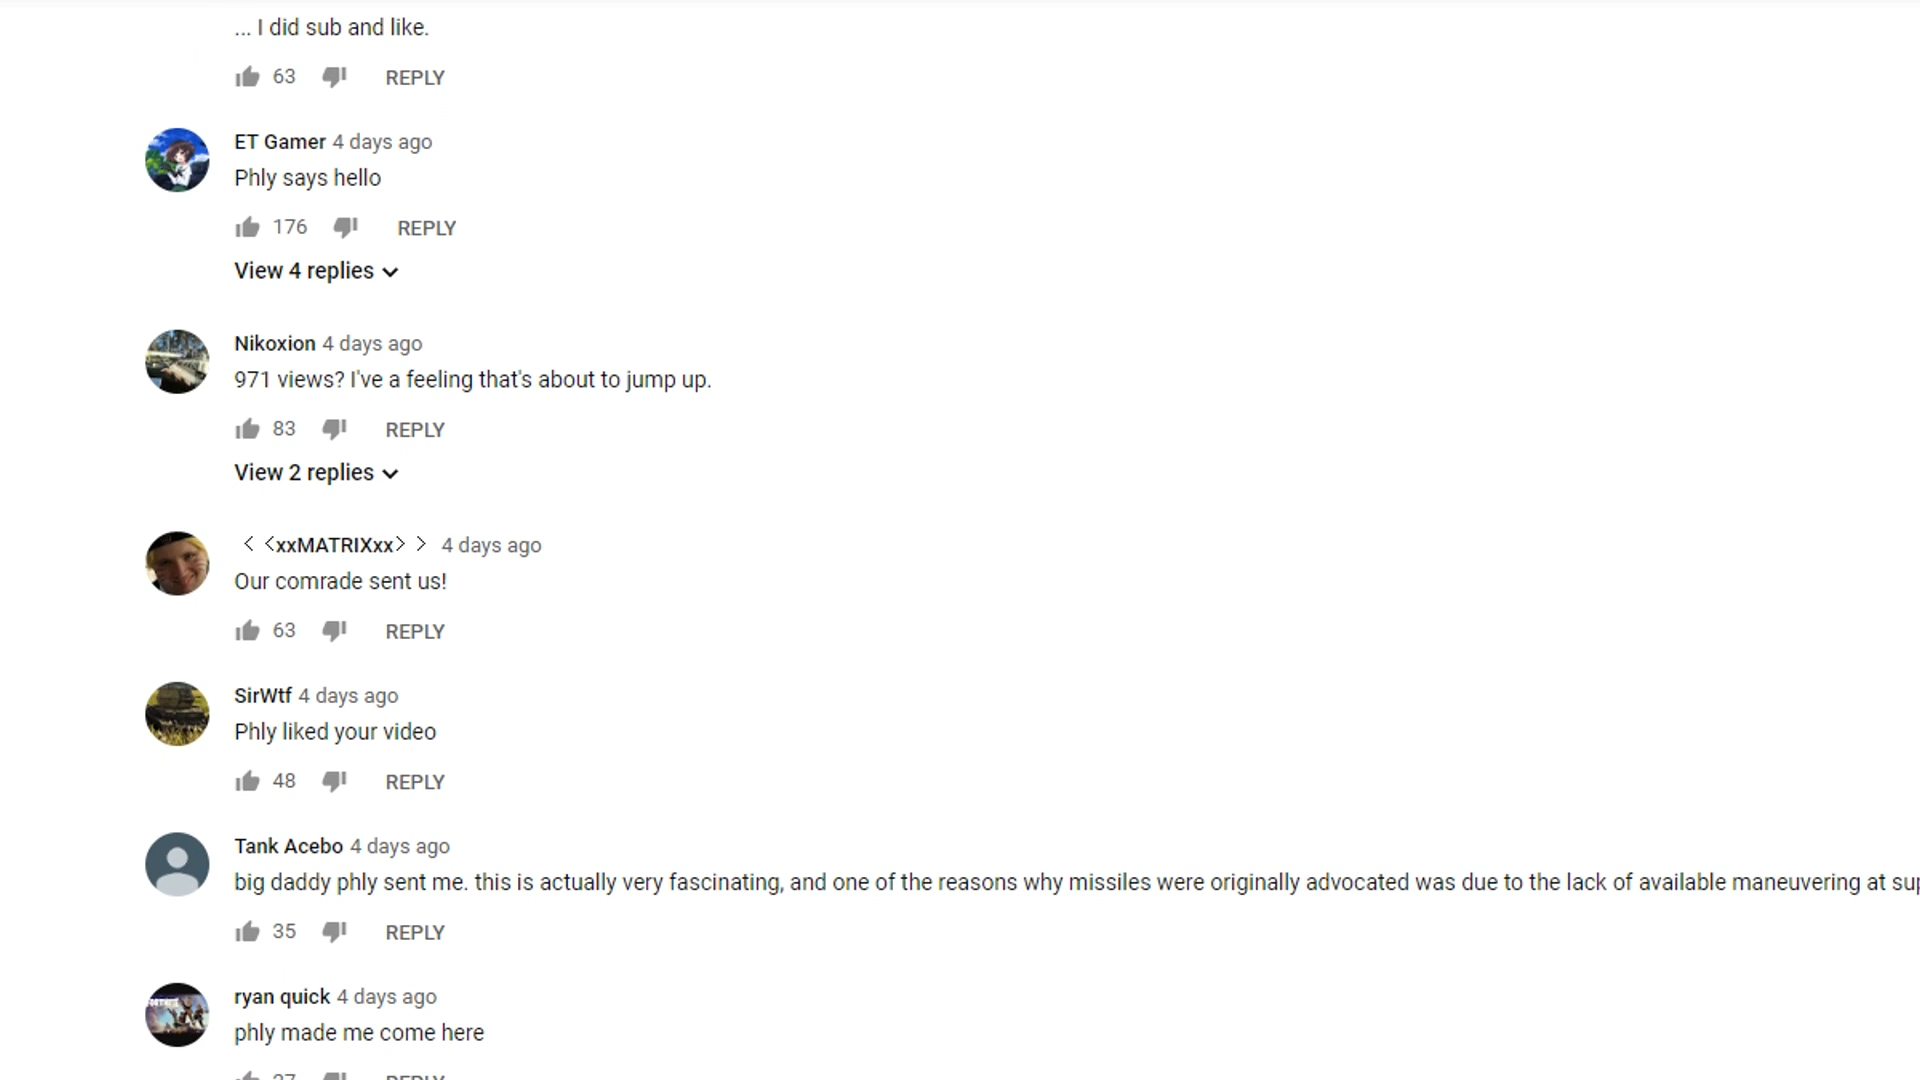 ... I did sub and like.
63 REPLY
ET Gamer 4 days ago
Phly says hello
176 REPLY
View 4 replies
Nikoxion 4 days ago
971 views? I've a feeling that's about to jump up.
83 REPLY
View 2 replies
< <xxMATRIXxx> > 4 days ago
Our comrade sent us!
63 REPLY
SirWtf 4 days ago
Phly liked your video
48 REPLY
Tank Acebo 4 days ago
big daddy phly sent me. this is actually very fascinating, and one of the reasons why missiles were originally advocated was due to the lack of available maneuvering at
35 REPLY
ryan quick 4 days ago
phly made me come here
REPLY